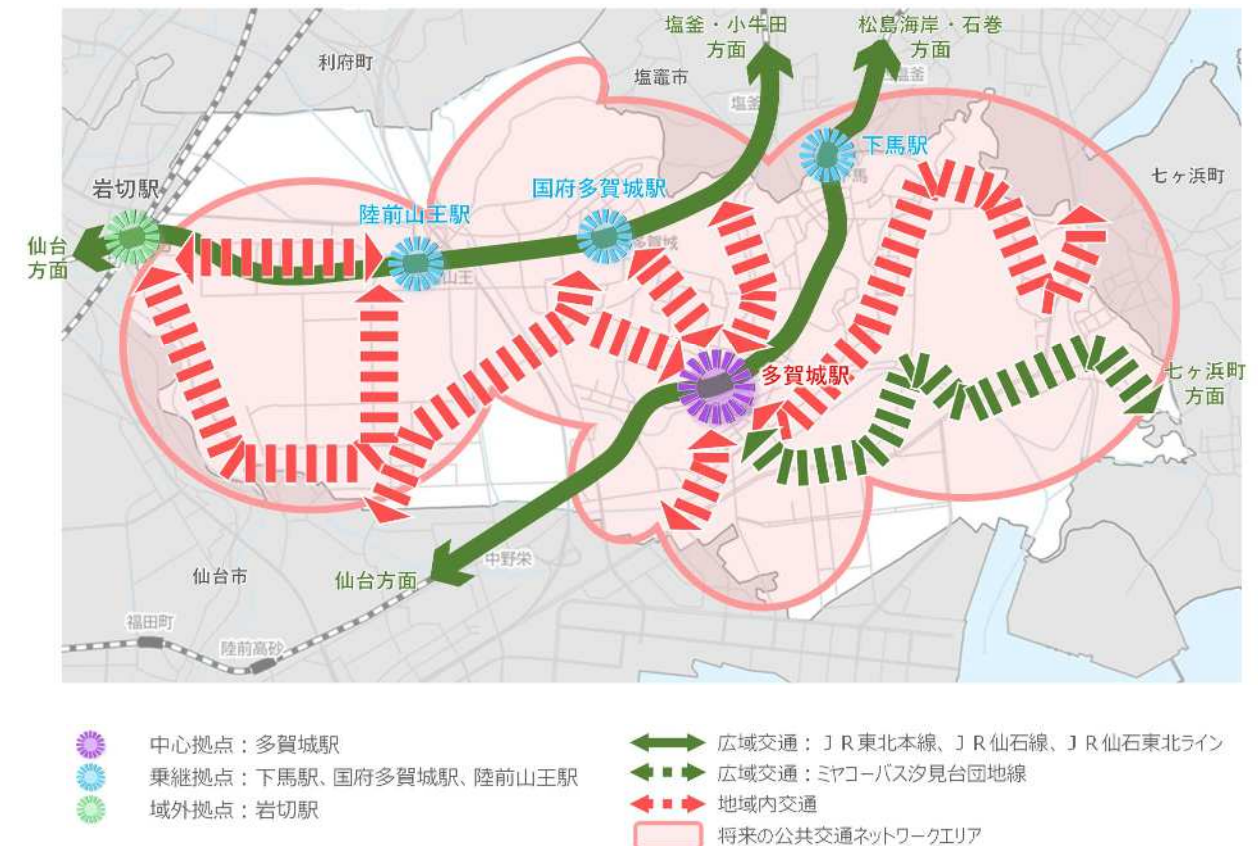 塩釜・小牛田
方面
松島海岸・石巻
方面
利府町
塩竈市
塩釜
下馬駅
七ヶ浜町
岩切駅
国府多賀城駅
陸前山王駅
仙台
方面
多賀城
山王
多賀城駅
七ヶ浜町
方面
中野栄
仙台市
仙台方面
福田町
陸前高砂
中心拠点：多賀城駅
乗継拠点：下馬駅、国府多賀城駅、陸前山王駅
域外拠点：岩切駅
広域交通：ＪＲ東北本線、ＪＲ仙石線、ＪＲ仙石東北ライン
広域交通：ミヤコーバス汐見台団地線
地域内交通
将来の公共交通ネットワークエリア